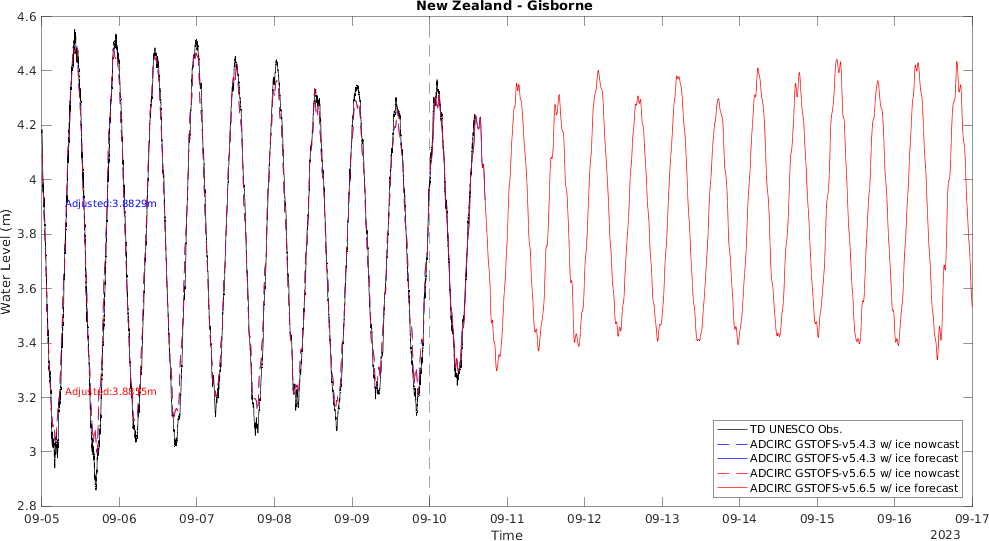 New Zealand - Gisborne
Water Level (m)
4.6
4.4
4.2
4
3.8
3.6
3.4
3.2
3
2.8
Adjusted:3.8829m
Adjusted:3.8855m
TD UNESCO Obs.
ADCIRC GSTOFS-v5.4.3 w/ ice nowcast
ADCIRC GSTOFS-v5.4.3 w/ ice forecast
ADCIRC GSTOFS-v5.6.5 w/ ice nowcast
ADCIRC GSTOFS-v5.6.5 w/ ice forecast
09-05 09-06 09-07 09-08 09-09 09-10 09-11 09-12 09-13 09-14 09-15 09-16 09-17
Time
2023